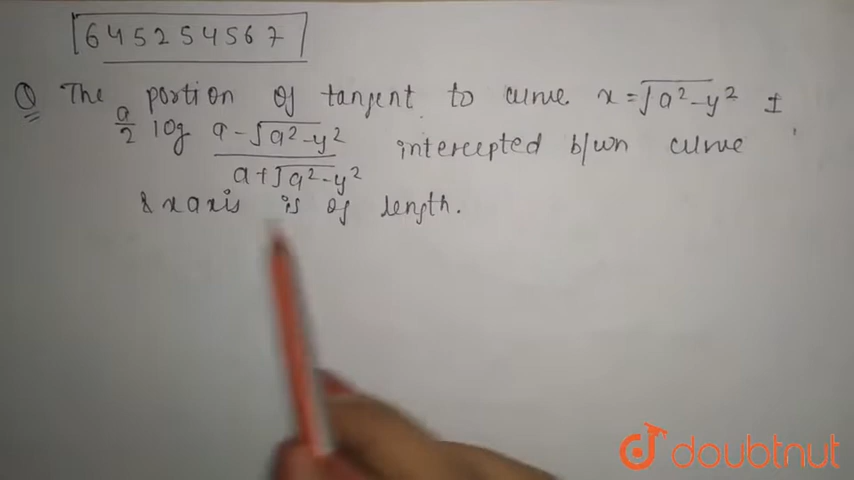 645254567
Q The portion of tangent to curve x = √a²-y² ±
a/2 log a-√a²-y² / a+√a²-y² intercepted b/wn curve
& x axis is of length.
doubtnut